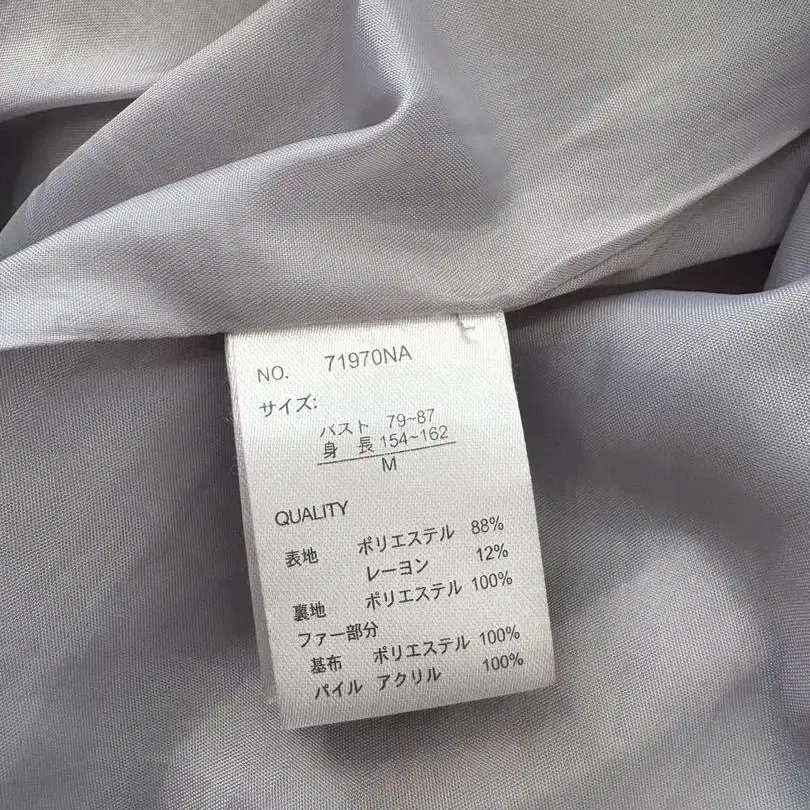 NO. 71970NA
サイズ:
バスト 79~87
身 長 154~162
M
QUALITY
表地 ポリエステル 88%
レーヨン 12%
裏地 ポリエステル 100%
ファー部分
基布 ポリエステル 100%
パイル アクリル 100%